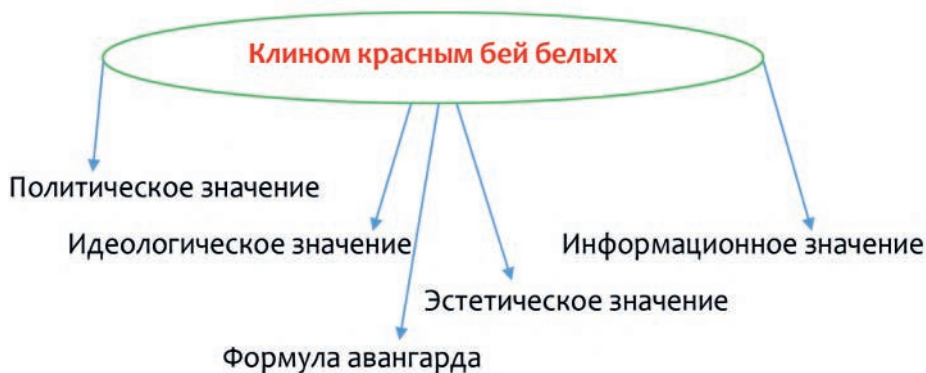 Клином красным бей белых
Политическое значение
Идеологическое значение
Информационное значение
Эстетическое значение
Формула авангарда